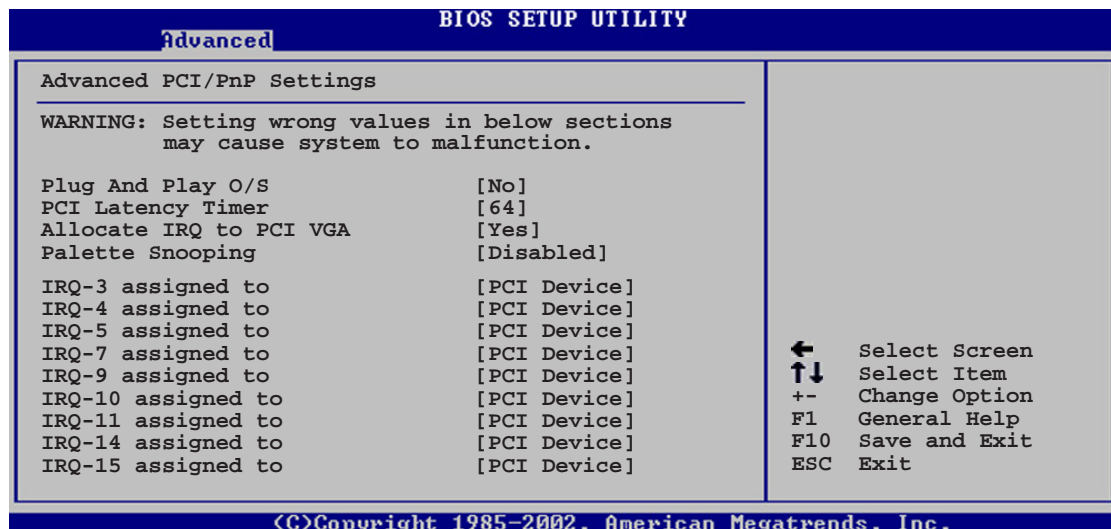 BIOS SETUP UTILITY
Advanced
Advanced PCI/PnP Settings
WARNING: Setting wrong values in below sections
may cause system to malfunction.
Plug And Play O/S [No]
PCI Latency Timer [64]
Allocate IRQ to PCI VGA [Yes]
Palette Snooping [Disabled]
IRQ-3 assigned to [PCI Device]
IRQ-4 assigned to [PCI Device]
IRQ-5 assigned to [PCI Device]
IRQ-7 assigned to [PCI Device]
IRQ-9 assigned to [PCI Device]
IRQ-10 assigned to [PCI Device]
IRQ-11 assigned to [PCI Device]
IRQ-14 assigned to [PCI Device]
IRQ-15 assigned to [PCI Device]
← Select Screen
↑↓ Select Item
+- Change Option
F1 General Help
F10 Save and Exit
ESC Exit
(C)Copyright 1985-2002, American Megatrends, Inc.